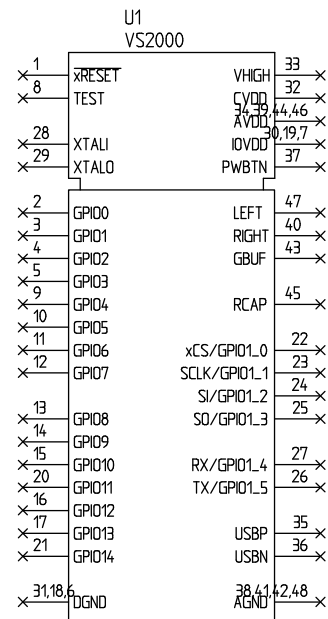 U1
VS2000
1 xRESET VHIGH 33
8 TEST CVDD 32
AVDD 34,39,44,46
28 XTALI IOVDD 30,19,7
29 XTALO PWBTN 37
2 GPIO0 LEFT 47
3 GPIO1 RIGHT 40
4 GPIO2 GBUF 43
5 GPIO3
9 GPIO4 RCAP 45
10 GPIO5
11 GPIO6 xCS/GPIO1_0 22
12 GPIO7 SCLK/GPIO1_1 23
SI/GPIO1_2 24
13 GPIO8 SO/GPIO1_3 25
14 GPIO9
15 GPIO10 RX/GPIO1_4 27
20 GPIO11 TX/GPIO1_5 26
16 GPIO12
17 GPIO13 USBP 35
21 GPIO14 USBN 36
31,18,6 DGND AGND 38,41,42,48